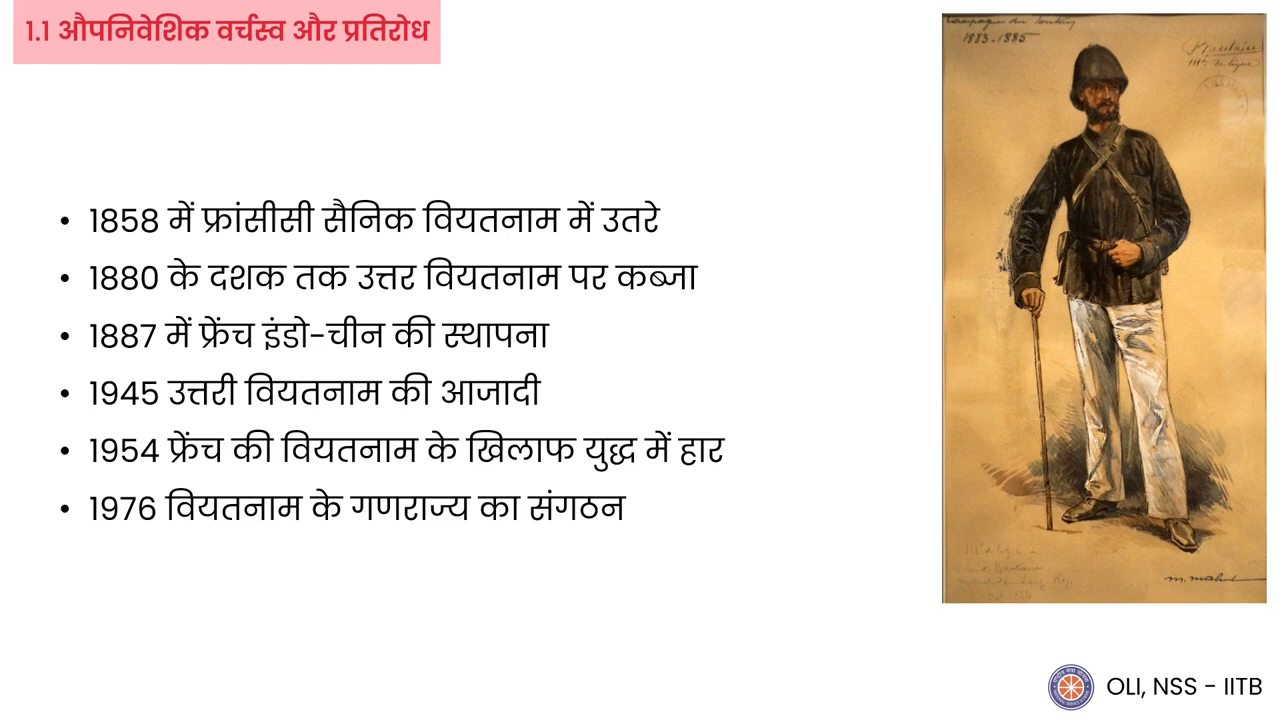 1.1 औपनिवेशिक वर्चस्व और प्रतिरोध
• 1858 में फ्रांसीसी सैनिक वियतनाम में उतरे
• 1880 के दशक तक उत्तर वियतनाम पर कब्जा
• 1887 में फ्रेंच इंडो-चीन की स्थापना
• 1945 उत्तरी वियतनाम की आजादी
• 1954 फ्रेंच की वियतनाम के खिलाफ युद्ध में हार
• 1976 वियतनाम के गणराज्य का संगठन
1883-1885
OLI, NSS - IITB